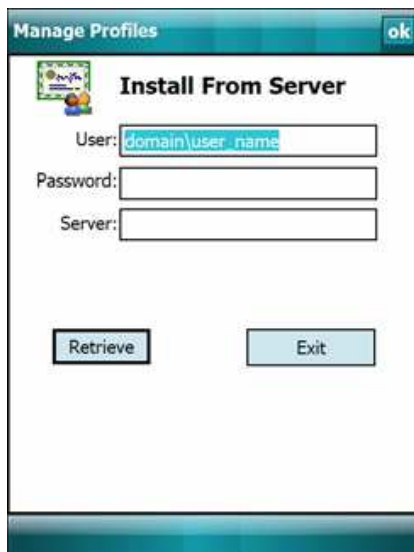 Manage Profiles ok
Install From Server
User: domain\user_name
Password:
Server:
Retrieve Exit